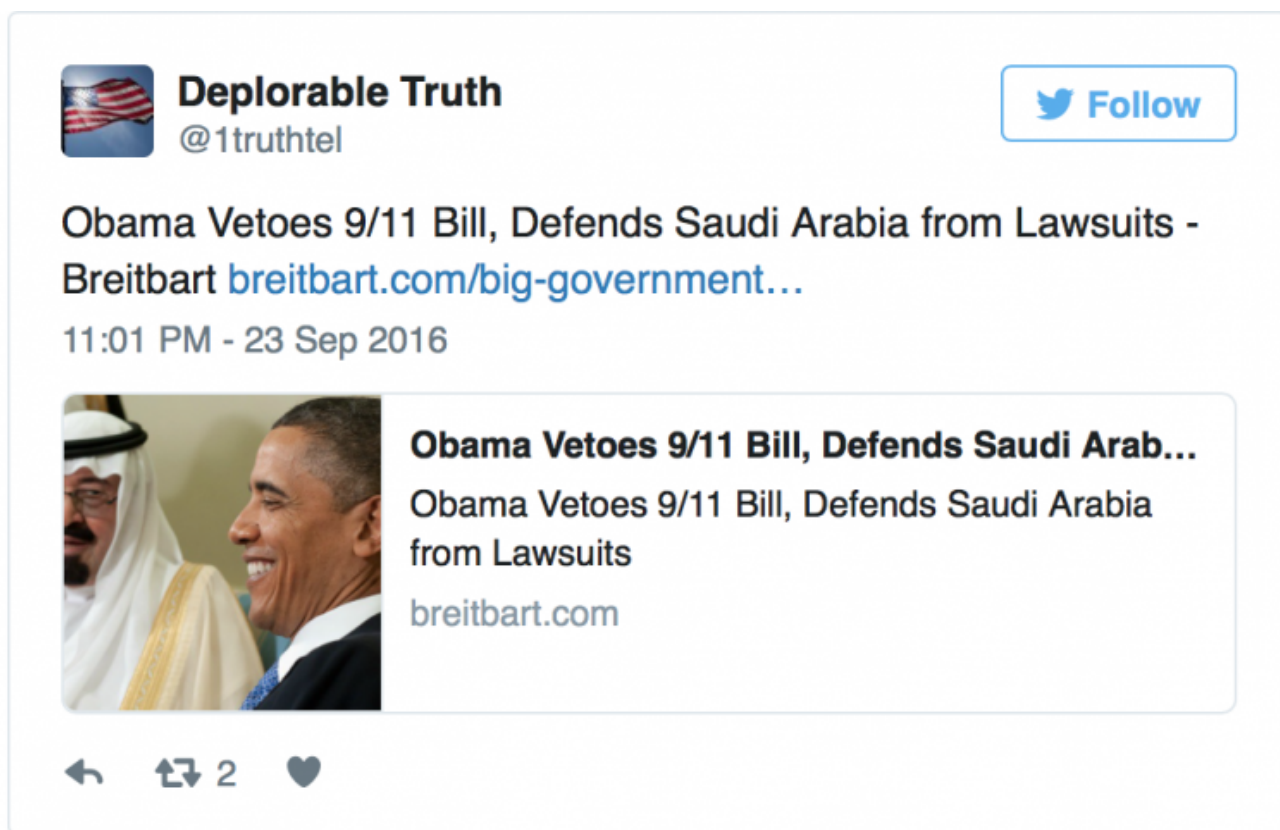 Deplorable Truth
@1truthtel
Follow
Obama Vetoes 9/11 Bill, Defends Saudi Arabia from Lawsuits -
Breitbart breitbart.com/big-government…
11:01 PM - 23 Sep 2016
Obama Vetoes 9/11 Bill, Defends Saudi Arab...
Obama Vetoes 9/11 Bill, Defends Saudi Arabia
from Lawsuits
breitbart.com
2